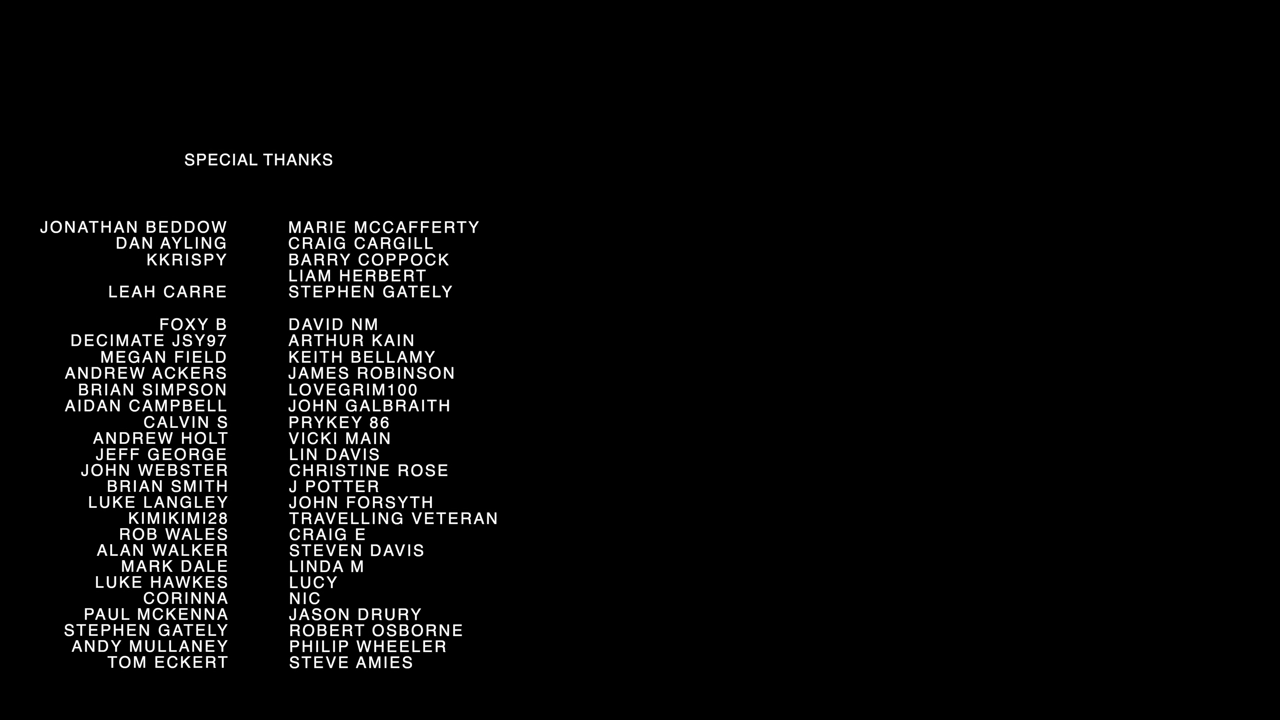 SPECIAL THANKS
JONATHAN BEDDOW MARIE MCCAFFERTY
DAN AYLING CRAIG CARGILL
KKRISPY BARRY COPPOCK
LIAM HERBERT
LEAH CARRE STEPHEN GATELY
FOXY B DAVID NM
DECIMATE JSY97 ARTHUR KAIN
MEGAN FIELD KEITH BELLAMY
ANDREW ACKERS JAMES ROBINSON
BRIAN SIMPSON LOVEGRIM100
AIDAN CAMPBELL JOHN GALBRAITH
CALVIN S PRYKEY 86
ANDREW HOLT VICKI MAIN
JEFF GEORGE LIN DAVIS
JOHN WEBSTER CHRISTINE ROSE
BRIAN SMITH J POTTER
LUKE LANGLEY JOHN FORSYTH
KIMIKIMI28 TRAVELLING VETERAN
ROB WALES CRAIG E
ALAN WALKER STEVEN DAVIS
MARK DALE LINDA M
LUKE HAWKES LUCY
CORINNA NIC
PAUL MCKENNA JASON DRURY
STEPHEN GATELY ROBERT OSBORNE
ANDY MULLANEY PHILIP WHEELER
TOM ECKERT STEVE AMIES